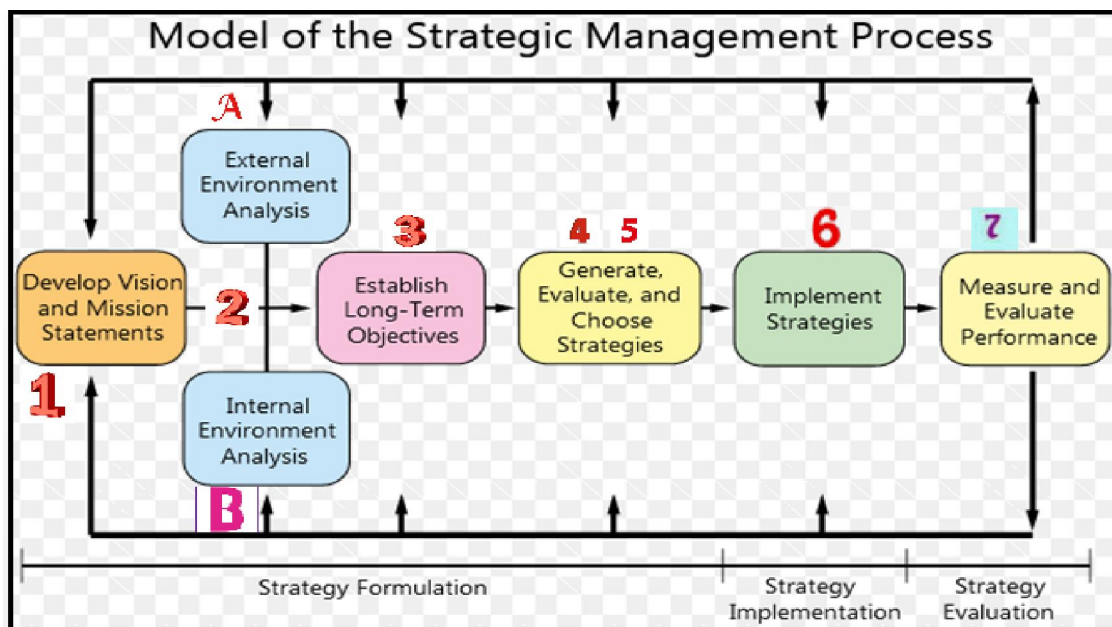 Model of the Strategic Management Process
A
External
Environment
Analysis
1
Develop Vision
and Mission
Statements
2
B
Internal
Environment
Analysis
3
Establish
Long-Term
Objectives
4 5
Generate,
Evaluate, and
Choose
Strategies
6
Implement
Strategies
7
Measure and
Evaluate
Performance
Strategy Formulation
Strategy
Implementation
Strategy
Evaluation